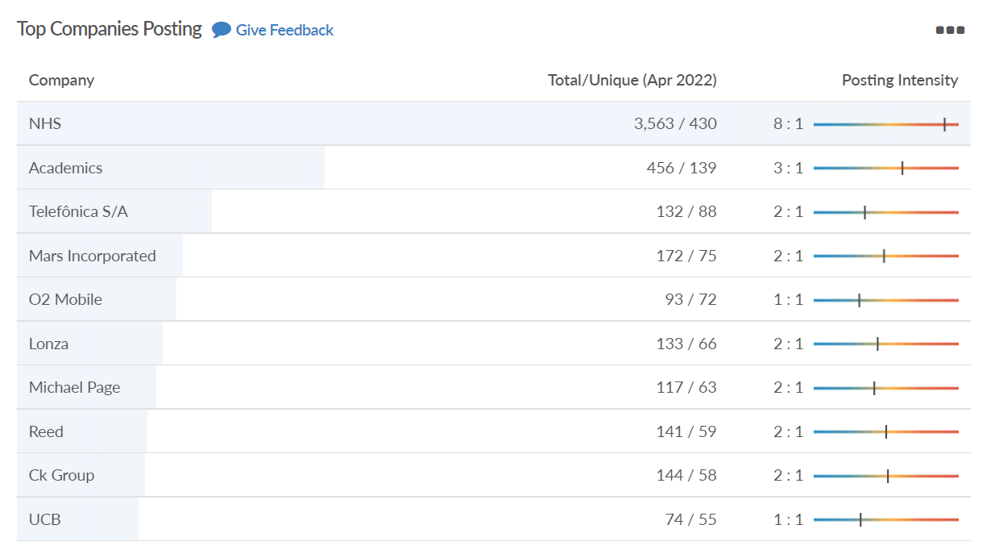 Top Companies Posting Give Feedback
Company Total/Unique (Apr 2022) Posting Intensity
NHS 3,563 / 430 8 : 1
Academics 456 / 139 3 : 1
Telefônica S/A 132 / 88 2 : 1
Mars Incorporated 172 / 75 2 : 1
O2 Mobile 93 / 72 1 : 1
Lonza 133 / 66 2 : 1
Michael Page 117 / 63 2 : 1
Reed 141 / 59 2 : 1
Ck Group 144 / 58 2 : 1
UCB 74 / 55 1 : 1